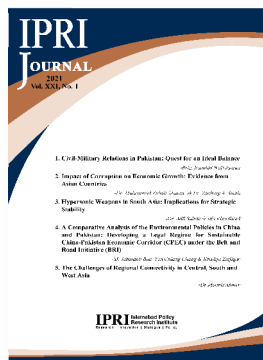 IPRI
JOURNAL
2021
Vol. XXI, No. 1
1. Civil-Military Relations in Pakistan: Quest for an Ideal Balance
2. Impact of Corruption on Economic Growth: Evidence from
Asian Countries
3. Hypersonic Weapons in South Asia: Implications for Strategic
Stability
4. A Comparative Analysis of the Environmental Policies in China
and Pakistan: Developing a Legal Regime for Sustainable
China-Pakistan Economic Corridor (CPEC) under the Belt and
Road Initiative (BRI)
5. The Challenges of Regional Connectivity in Central, South and
West Asia
IPRI Islamabad Policy
Research Institute